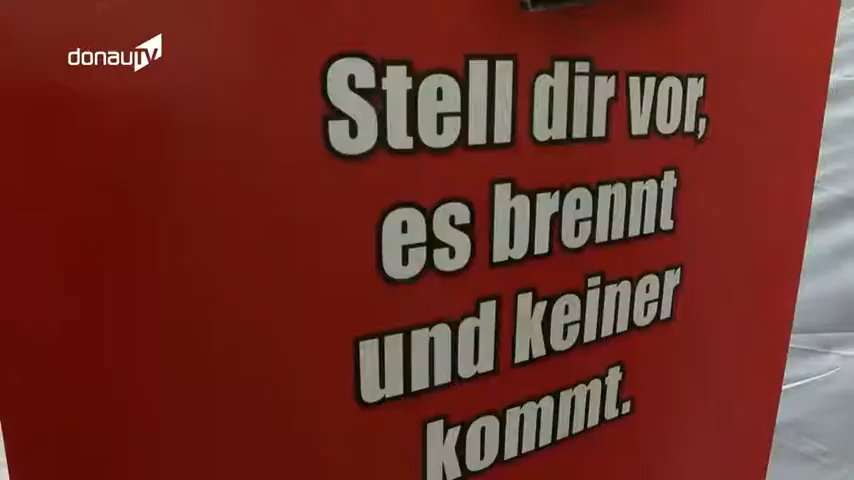 donauTV
Stell dir vor,
es brennt
und keiner
kommt.